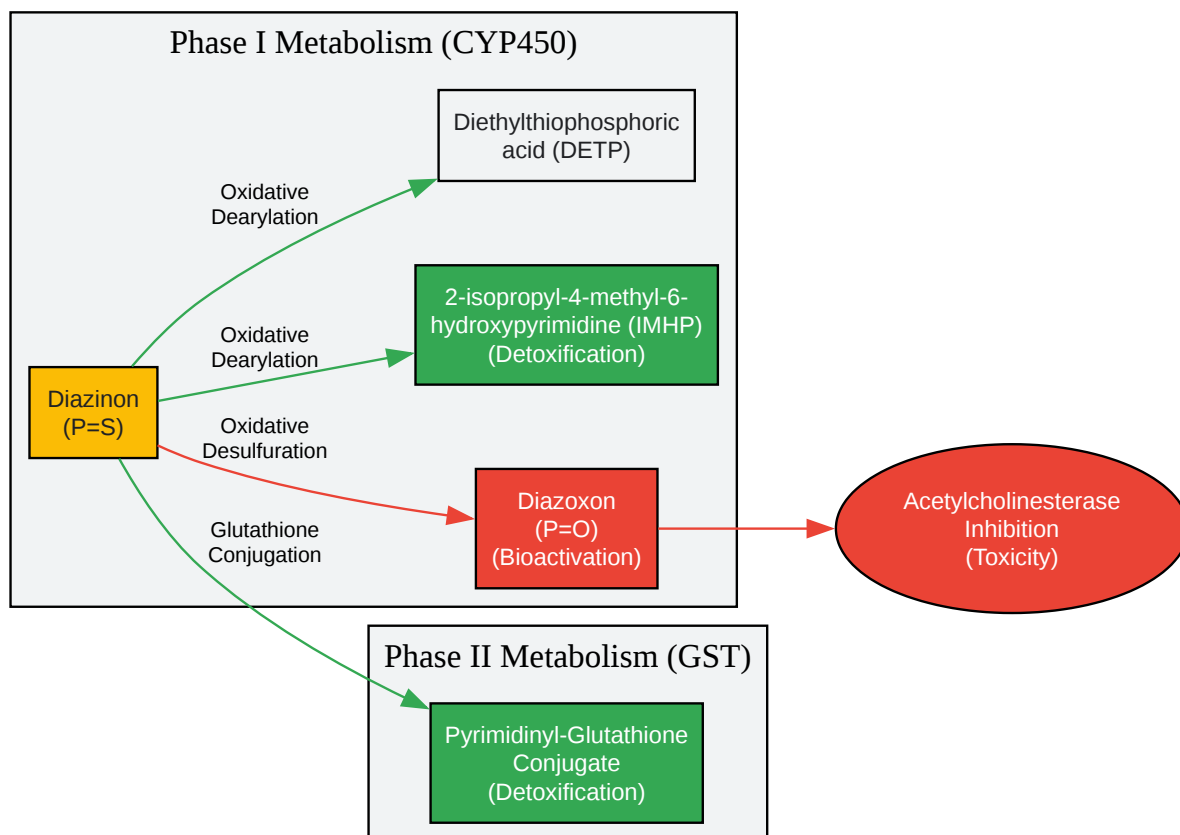 Phase I Metabolism (CYP450)
Diethylthiophosphoric
acid (DETP)
Oxidative
Dearylation
2-isopropyl-4-methyl-6-
hydroxypyrimidine (IMHP)
(Detoxification)
Oxidative
Dearylation
Diazinon
(P=S)
Oxidative
Desulfuration
Diazoxon
(P=O)
(Bioactivation)
Acetylcholinesterase
Inhibition
(Toxicity)
Glutathione
Conjugation
Phase II Metabolism (GST)
Pyrimidinyl-Glutathione
Conjugate
(Detoxification)